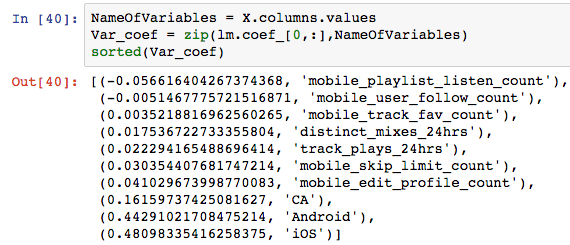 In [40]: NameOfVariables = X.columns.values
Var_coef = zip(lm.coef_[0,:],NameOfVariables)
sorted(Var_coef)
Out[40]: [(-0.056616404267374368, 'mobile_playlist_listen_count'),
(-0.0051467775721516871, 'mobile_user_follow_count'),
(0.0035218816962560265, 'mobile_track_fav_count'),
(0.017536722733355804, 'distinct_mixes_24hrs'),
(0.022294165488696414, 'track_plays_24hrs'),
(0.030354407681747214, 'mobile_skip_limit_count'),
(0.041029673998770083, 'mobile_edit_profile_count'),
(0.16159737425081627, 'CA'),
(0.44291021708475214, 'Android'),
(0.48098335416258375, 'iOS')]